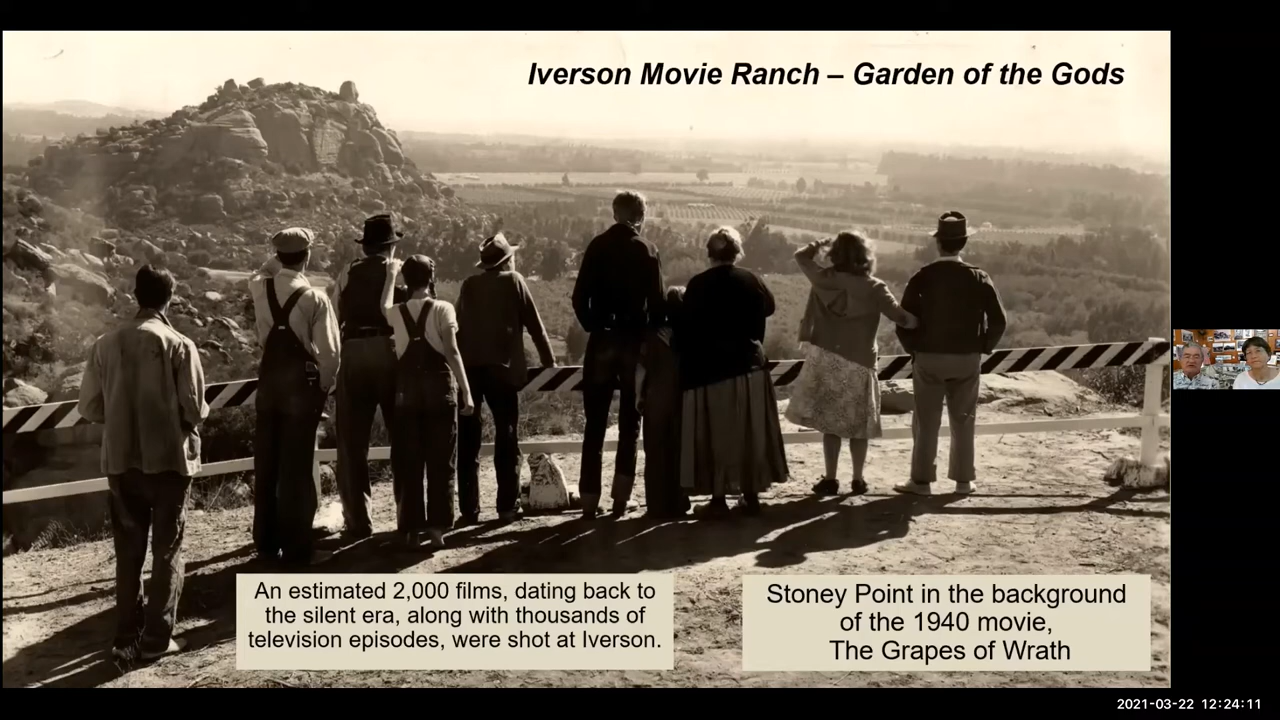 Iverson Movie Ranch – Garden of the Gods
An estimated 2,000 films, dating back to
the silent era, along with thousands of
television episodes, were shot at Iverson.
Stoney Point in the background
of the 1940 movie,
The Grapes of Wrath
2021-03-22 12:24:11